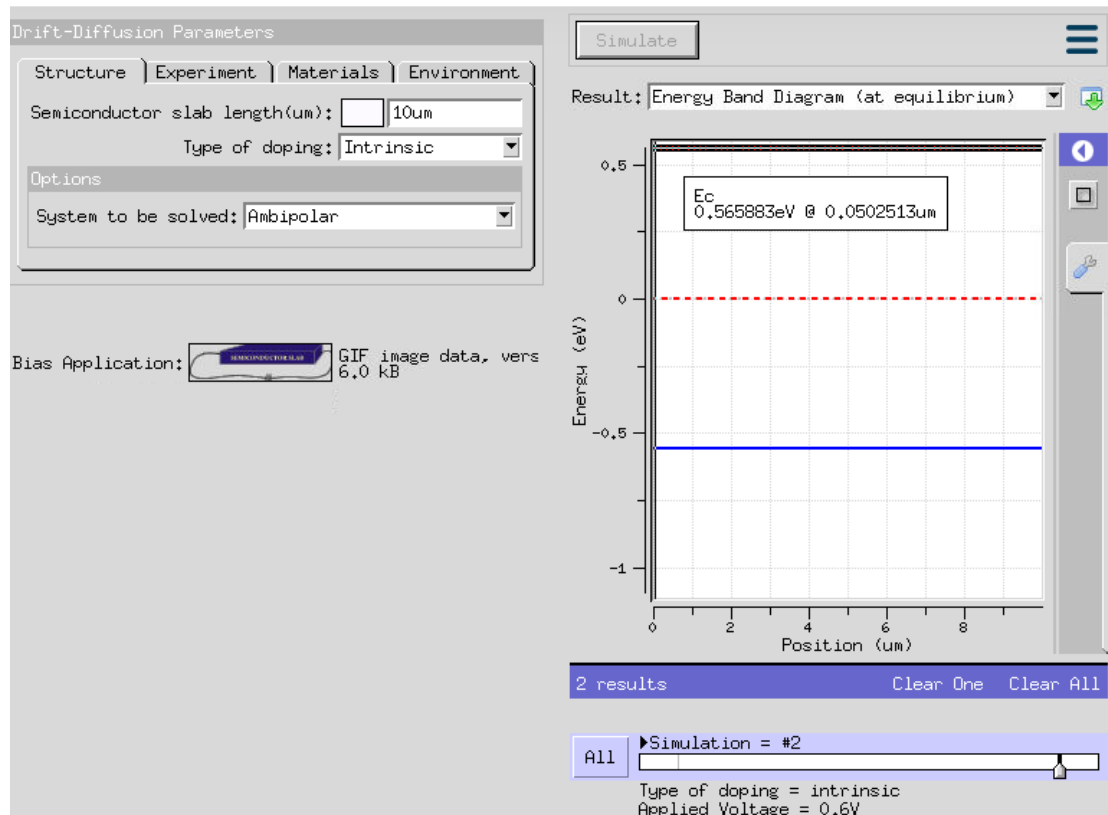 Drift-Diffusion Parameters
Structure Experiment Materials Environment
Semiconductor slab length(um): 10um
Type of doping: Intrinsic
Options
System to be solved: Ambipolar
Bias Application:
SEMICONDUCTOR SLAB
GIF image data, vers
6.0 kB
Simulate
Result: Energy Band Diagram (at equilibrium)
Ec
0.565883eV @ 0.0502513um
0.5
0
-0.5
-1
Energy (eV)
0 2 4 6 8
Position (um)
2 results Clear One Clear All
All
Simulation = #2
Type of doping = intrinsic
Applied Voltage = 0.6V